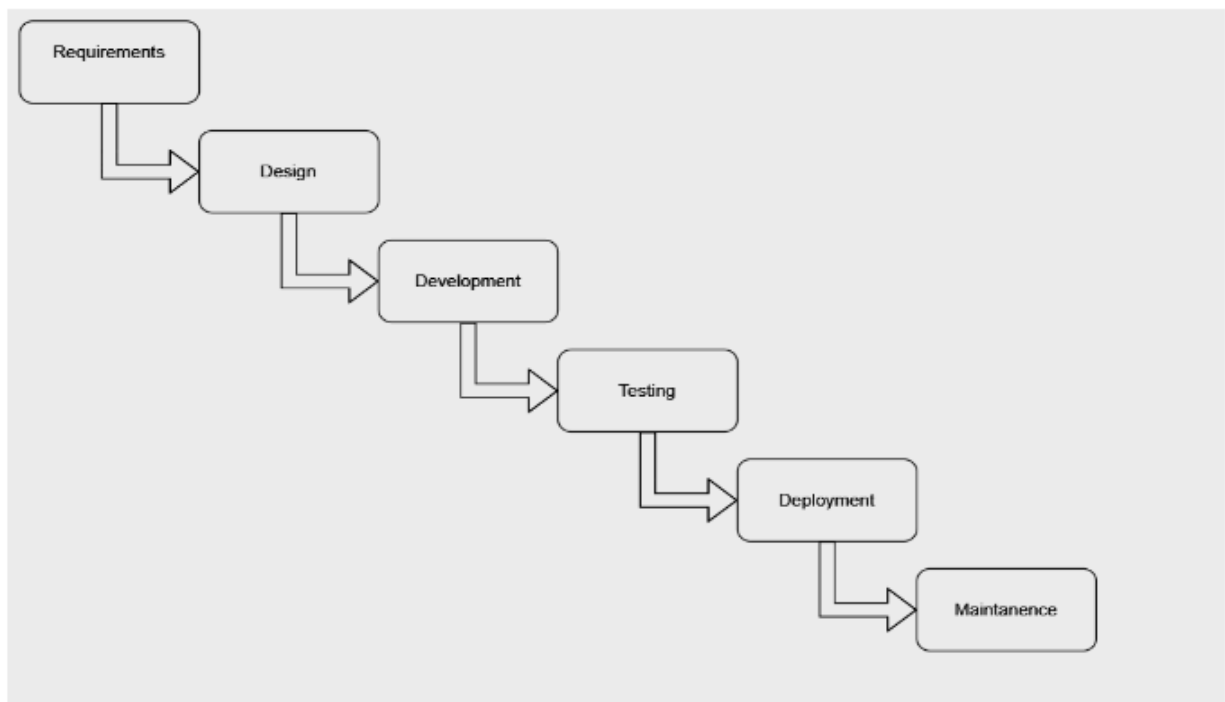 Requirements
Design
Development
Testing
Deployment
Maintanence